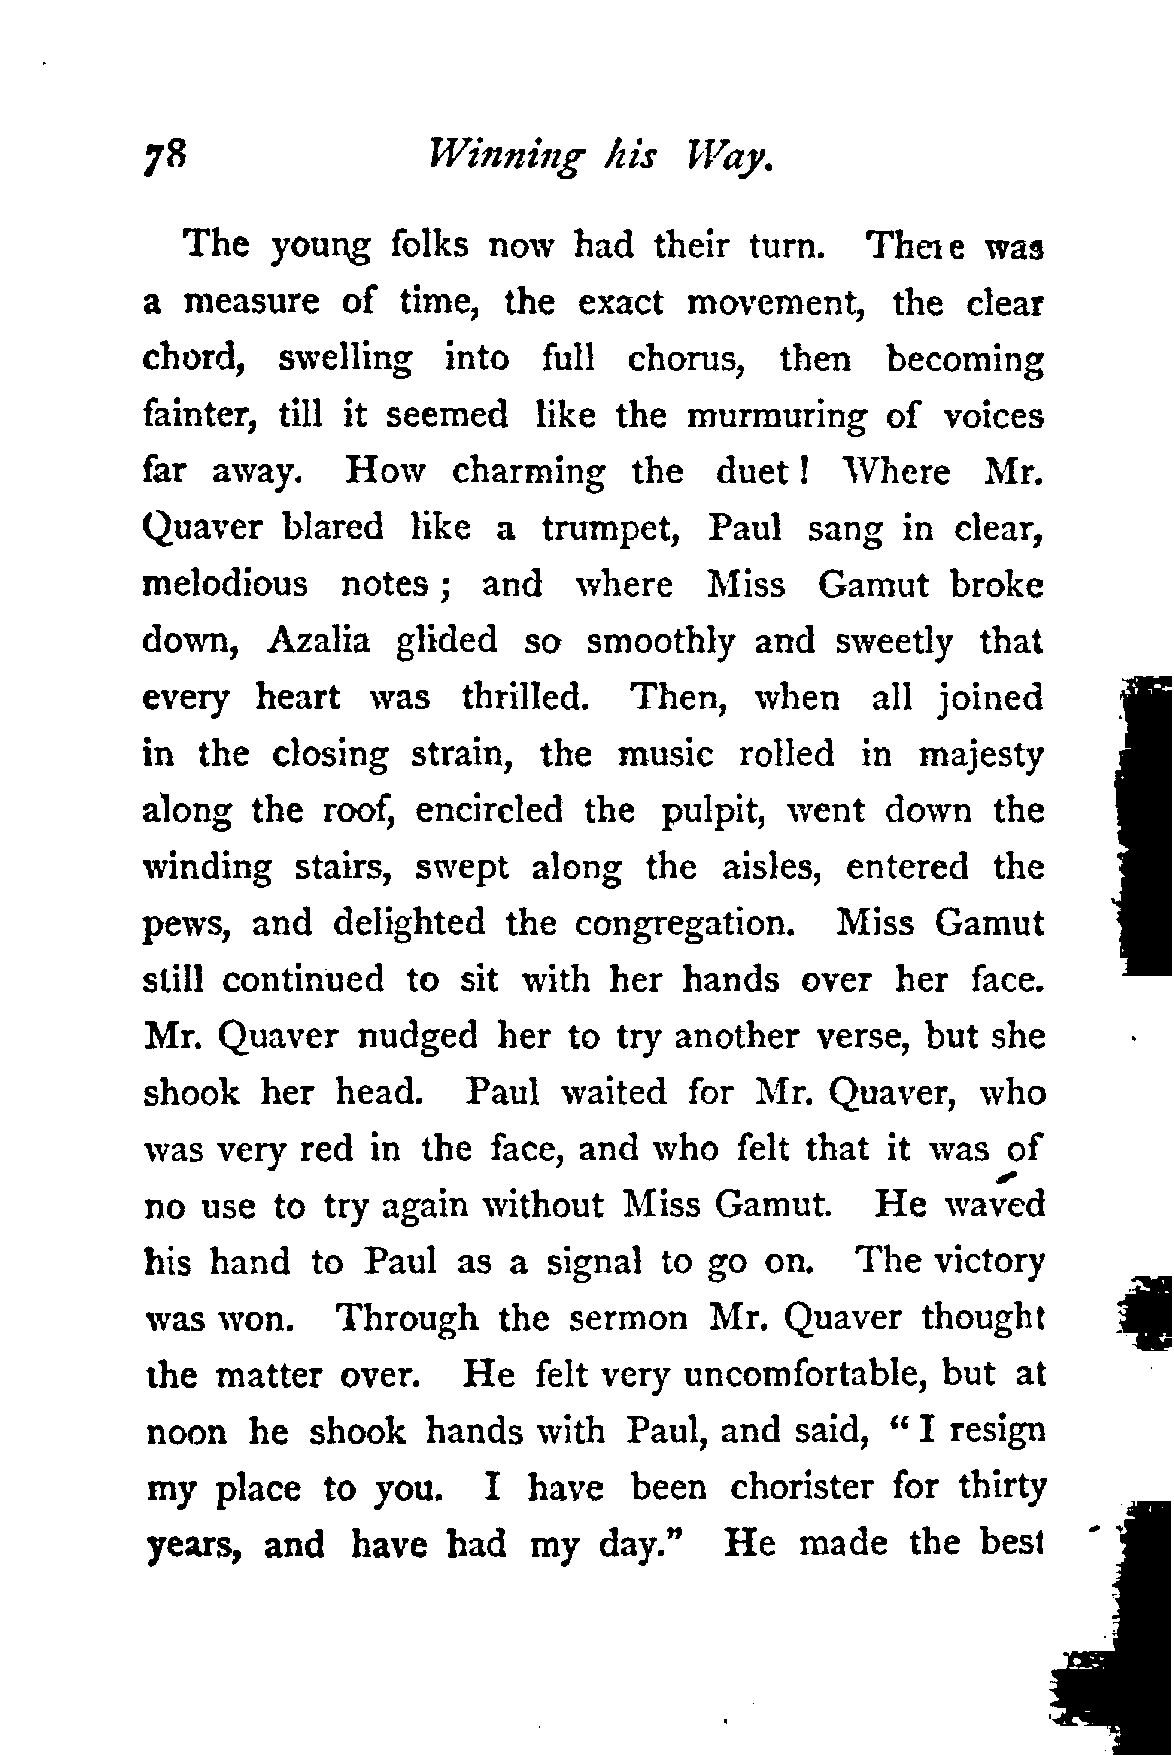 78 Winning his Way.
The young folks now had their turn. There was
a measure of time, the exact movement, the clear
chord, swelling into full chorus, then becoming
fainter, till it seemed like the murmuring of voices
far away. How charming the duet! Where Mr.
Quaver blared like a trumpet, Paul sang in clear,
melodious notes; and where Miss Gamut broke
down, Azalia glided so smoothly and sweetly that
every heart was thrilled. Then, when all joined
in the closing strain, the music rolled in majesty
along the roof, encircled the pulpit, went down the
winding stairs, swept along the aisles, entered the
pews, and delighted the congregation. Miss Gamut
still continued to sit with her hands over her face.
Mr. Quaver nudged her to try another verse, but she
shook her head. Paul waited for Mr. Quaver, who
was very red in the face, and who felt that it was of
no use to try again without Miss Gamut. He waved
his hand to Paul as a signal to go on. The victory
was won. Through the sermon Mr. Quaver thought
the matter over. He felt very uncomfortable, but at
noon he shook hands with Paul, and said, "I resign
my place to you. I have been chorister for thirty
years, and have had my day." He made the best